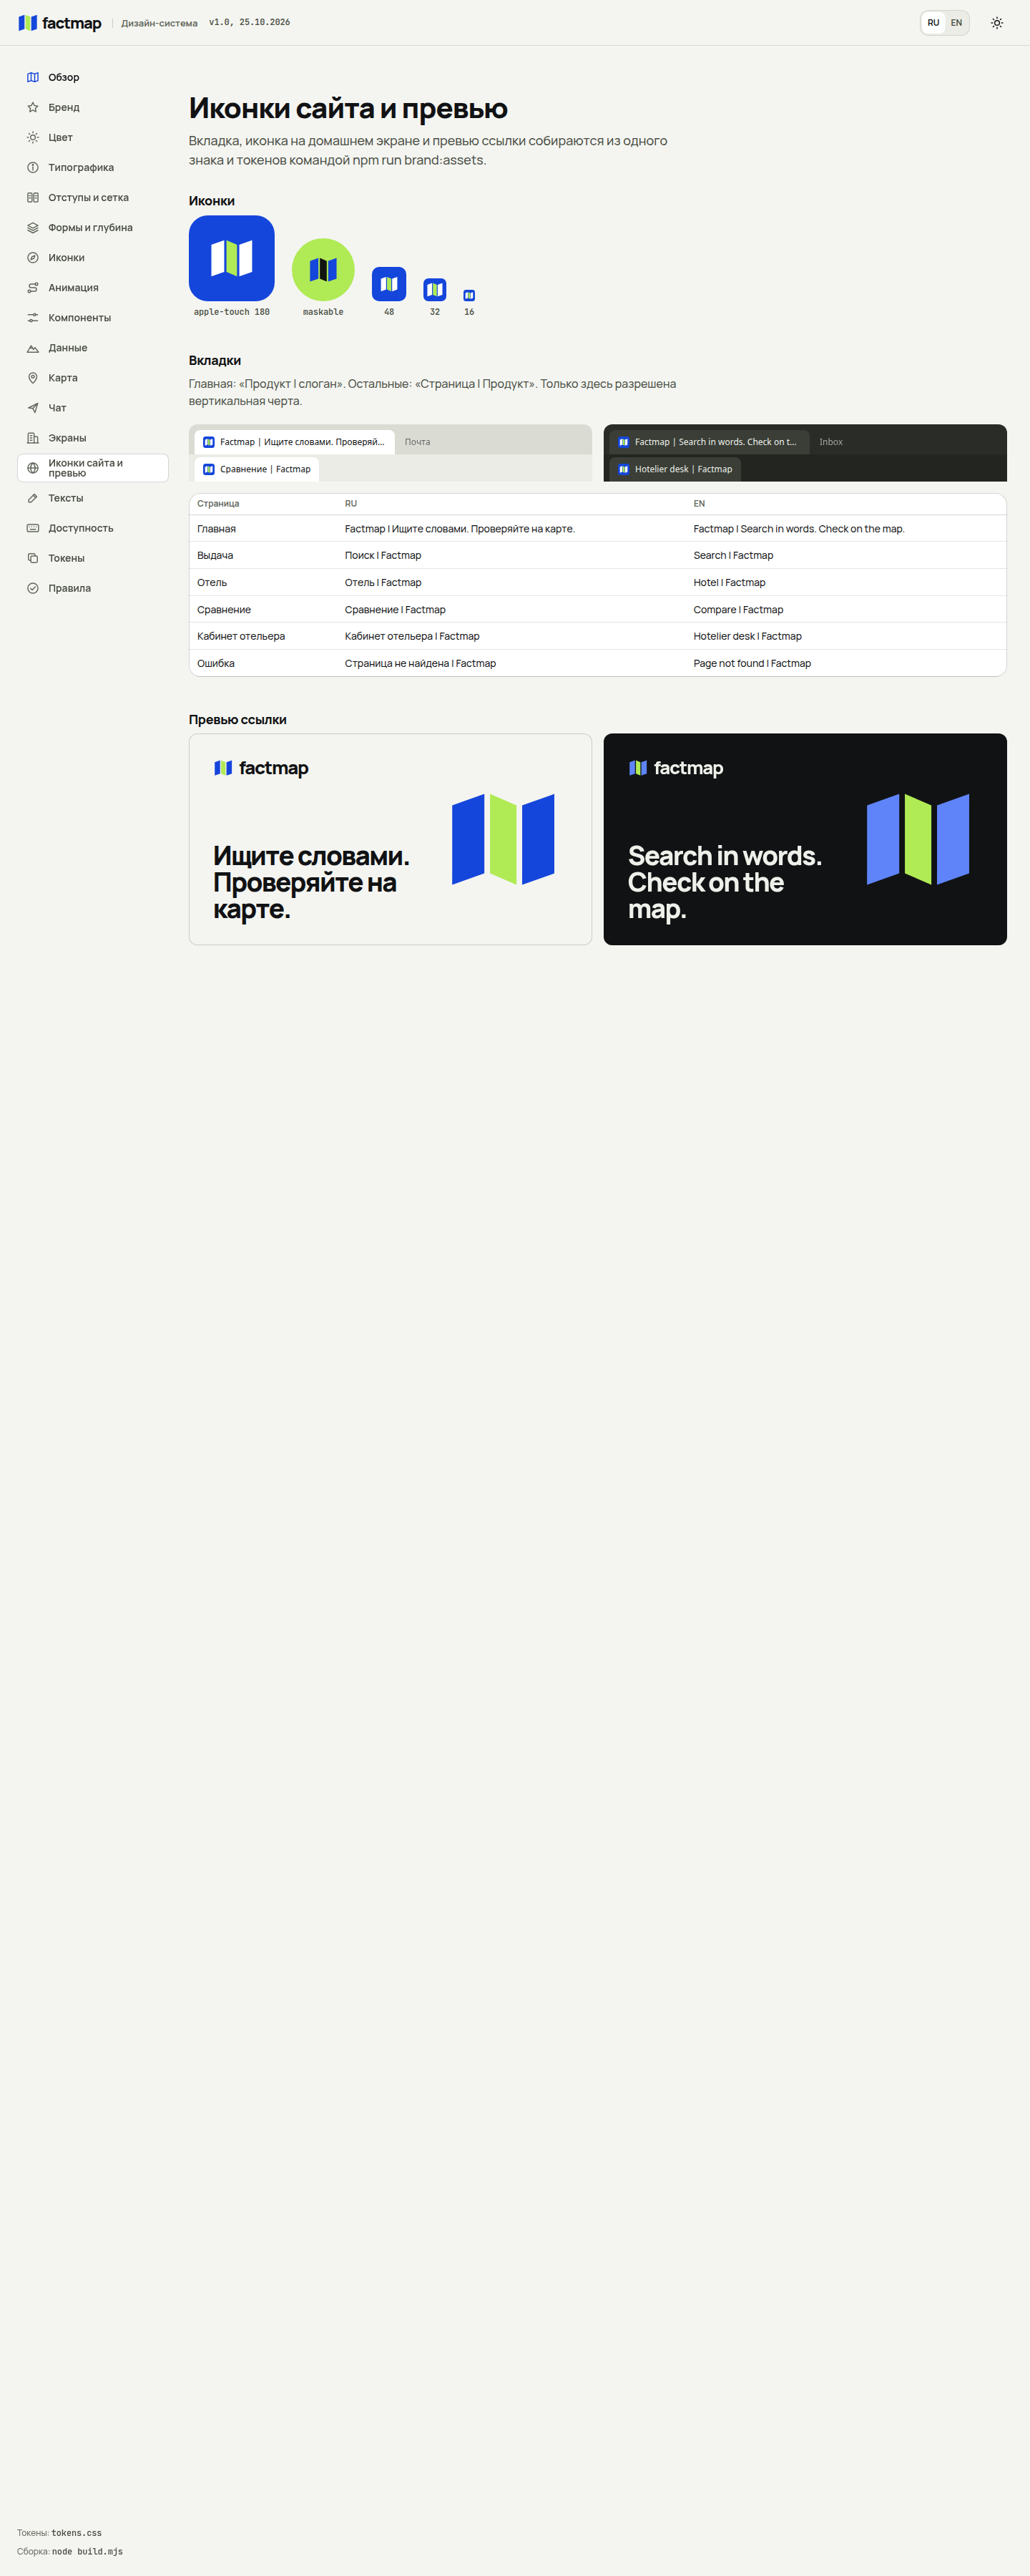 factmap
Дизайн-система
v1.0, 25.10.2026
RU
EN
Обзор
Бренд
Цвет
Типографика
Отступы и сетка
Формы и глубина
Иконки
Анимация
Компоненты
Данные
Карта
Чат
Экраны
Иконки сайта и
превью
Тексты
Доступность
Токены
Правила
Иконки сайта и превью
Вкладка, иконка на домашнем экране и превью ссылки собираются из одного
знака и токенов командой npm run brand:assets.
Иконки
apple-touch 180
maskable
48
32
16
Вкладки
Главная: «Продукт | слоган». Остальные: «Страница | Продукт». Только здесь разрешена
вертикальная черта.
Factmap | Ищите словами. Проверяй...
Почта
Сравнение | Factmap
Factmap | Search in words. Check on t...
Inbox
Hotelier desk | Factmap
Страница RU EN
Главная Factmap | Ищите словами. Проверяйте на карте. Factmap | Search in words. Check on the map.
Выдача Поиск | Factmap Search | Factmap
Отель Отель | Factmap Hotel | Factmap
Сравнение Сравнение | Factmap Compare | Factmap
Кабинет отельера Кабинет отельера | Factmap Hotelier desk | Factmap
Ошибка Страница не найдена | Factmap Page not found | Factmap
Превью ссылки
factmap
Ищите словами.
Проверяйте на
карте.
factmap
Search in words.
Check on the
map.
Токены: tokens.css
Сборка: node build.mjs